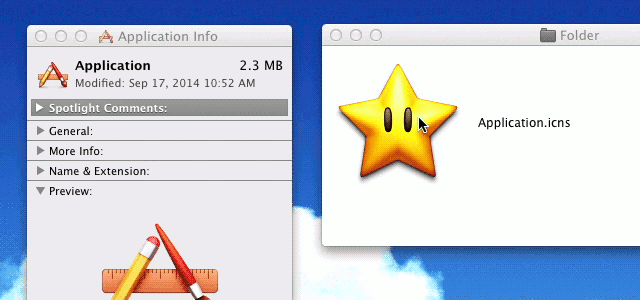 Application Info
Application 2.3 MB
Modified: Sep 17, 2014 10:52 AM
Spotlight Comments:
General:
More Info:
Name & Extension:
Preview:
Folder
Application.icns